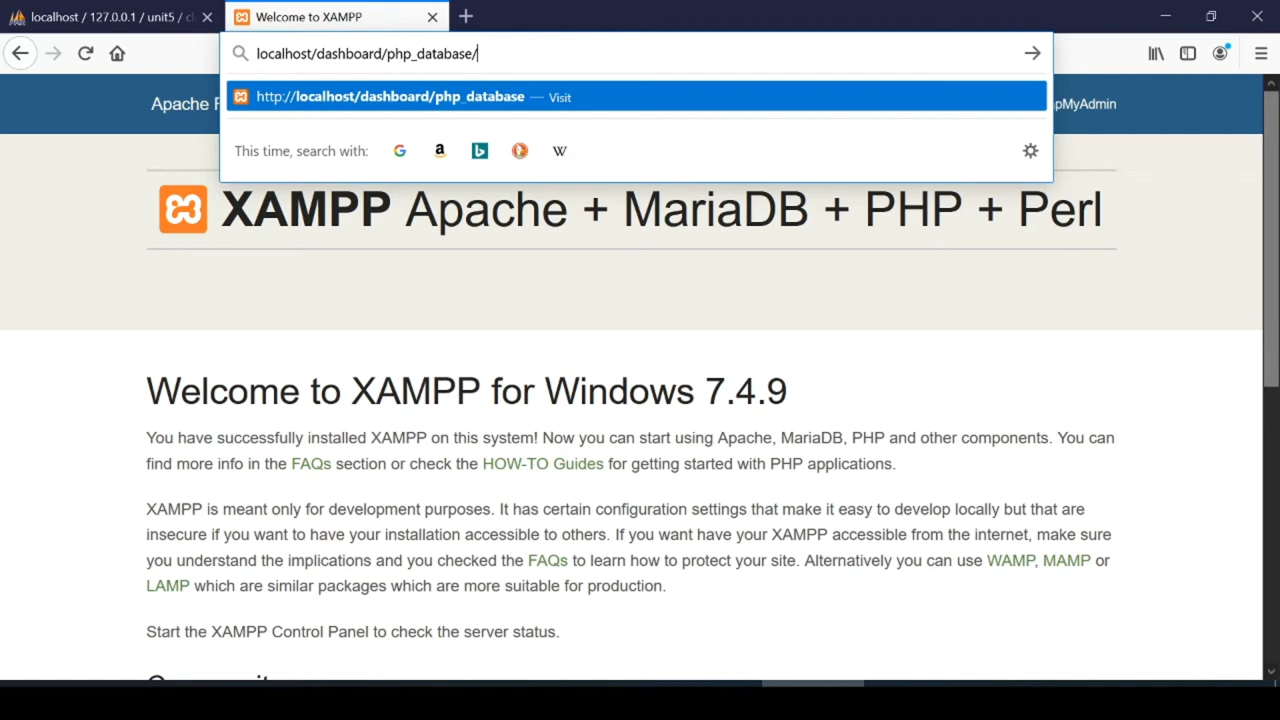 localhost / 127.0.0.1 / unit5 /
Welcome to XAMPP
localhost/dashboard/php_database/
http://localhost/dashboard/php_database — Visit
Apache
This time, search with:
XAMPP Apache + MariaDB + PHP + Perl
Welcome to XAMPP for Windows 7.4.9
You have successfully installed XAMPP on this system! Now you can start using Apache, MariaDB, PHP and other components. You can
find more info in the FAQs section or check the HOW-TO Guides for getting started with PHP applications.
XAMPP is meant only for development purposes. It has certain configuration settings that make it easy to develop locally but that are
insecure if you want to have your installation accessible to others. If you want have your XAMPP accessible from the internet, make sure
you understand the implications and you checked the FAQs to learn how to protect your site. Alternatively you can use WAMP, MAMP or
LAMP which are similar packages which are more suitable for production.
Start the XAMPP Control Panel to check the server status.